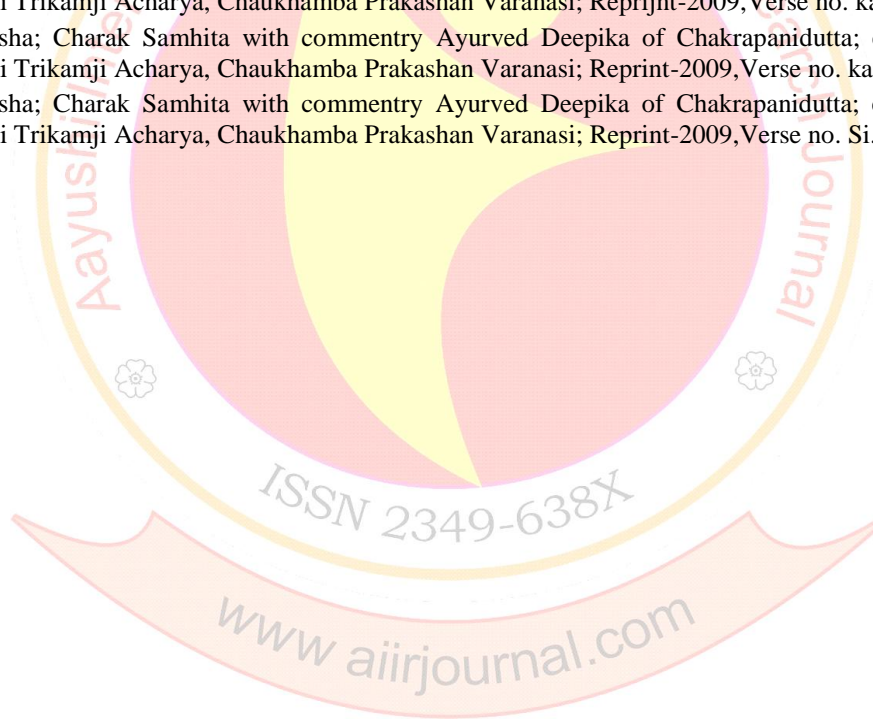 i Trikamji Acharya, Chaukhamba Prakashan Varanasi; Reprijnt-2009,Verse no. ka
sha; Charak Samhita with commentry Ayurved Deepika of Chakrapanidutta;
i Trikamji Acharya, Chaukhamba Prakashan Varanasi; Reprint-2009,Verse no. ka
sha; Charak Samhita with commentry Ayurved Deepika of Chakrapanidutta;
i Trikamji Acharya, Chaukhamba Prakashan Varanasi; Reprint-2009,Verse no. Si.
Aayushi
Journal
ISSN 2349-638X
www aiirjournal.com